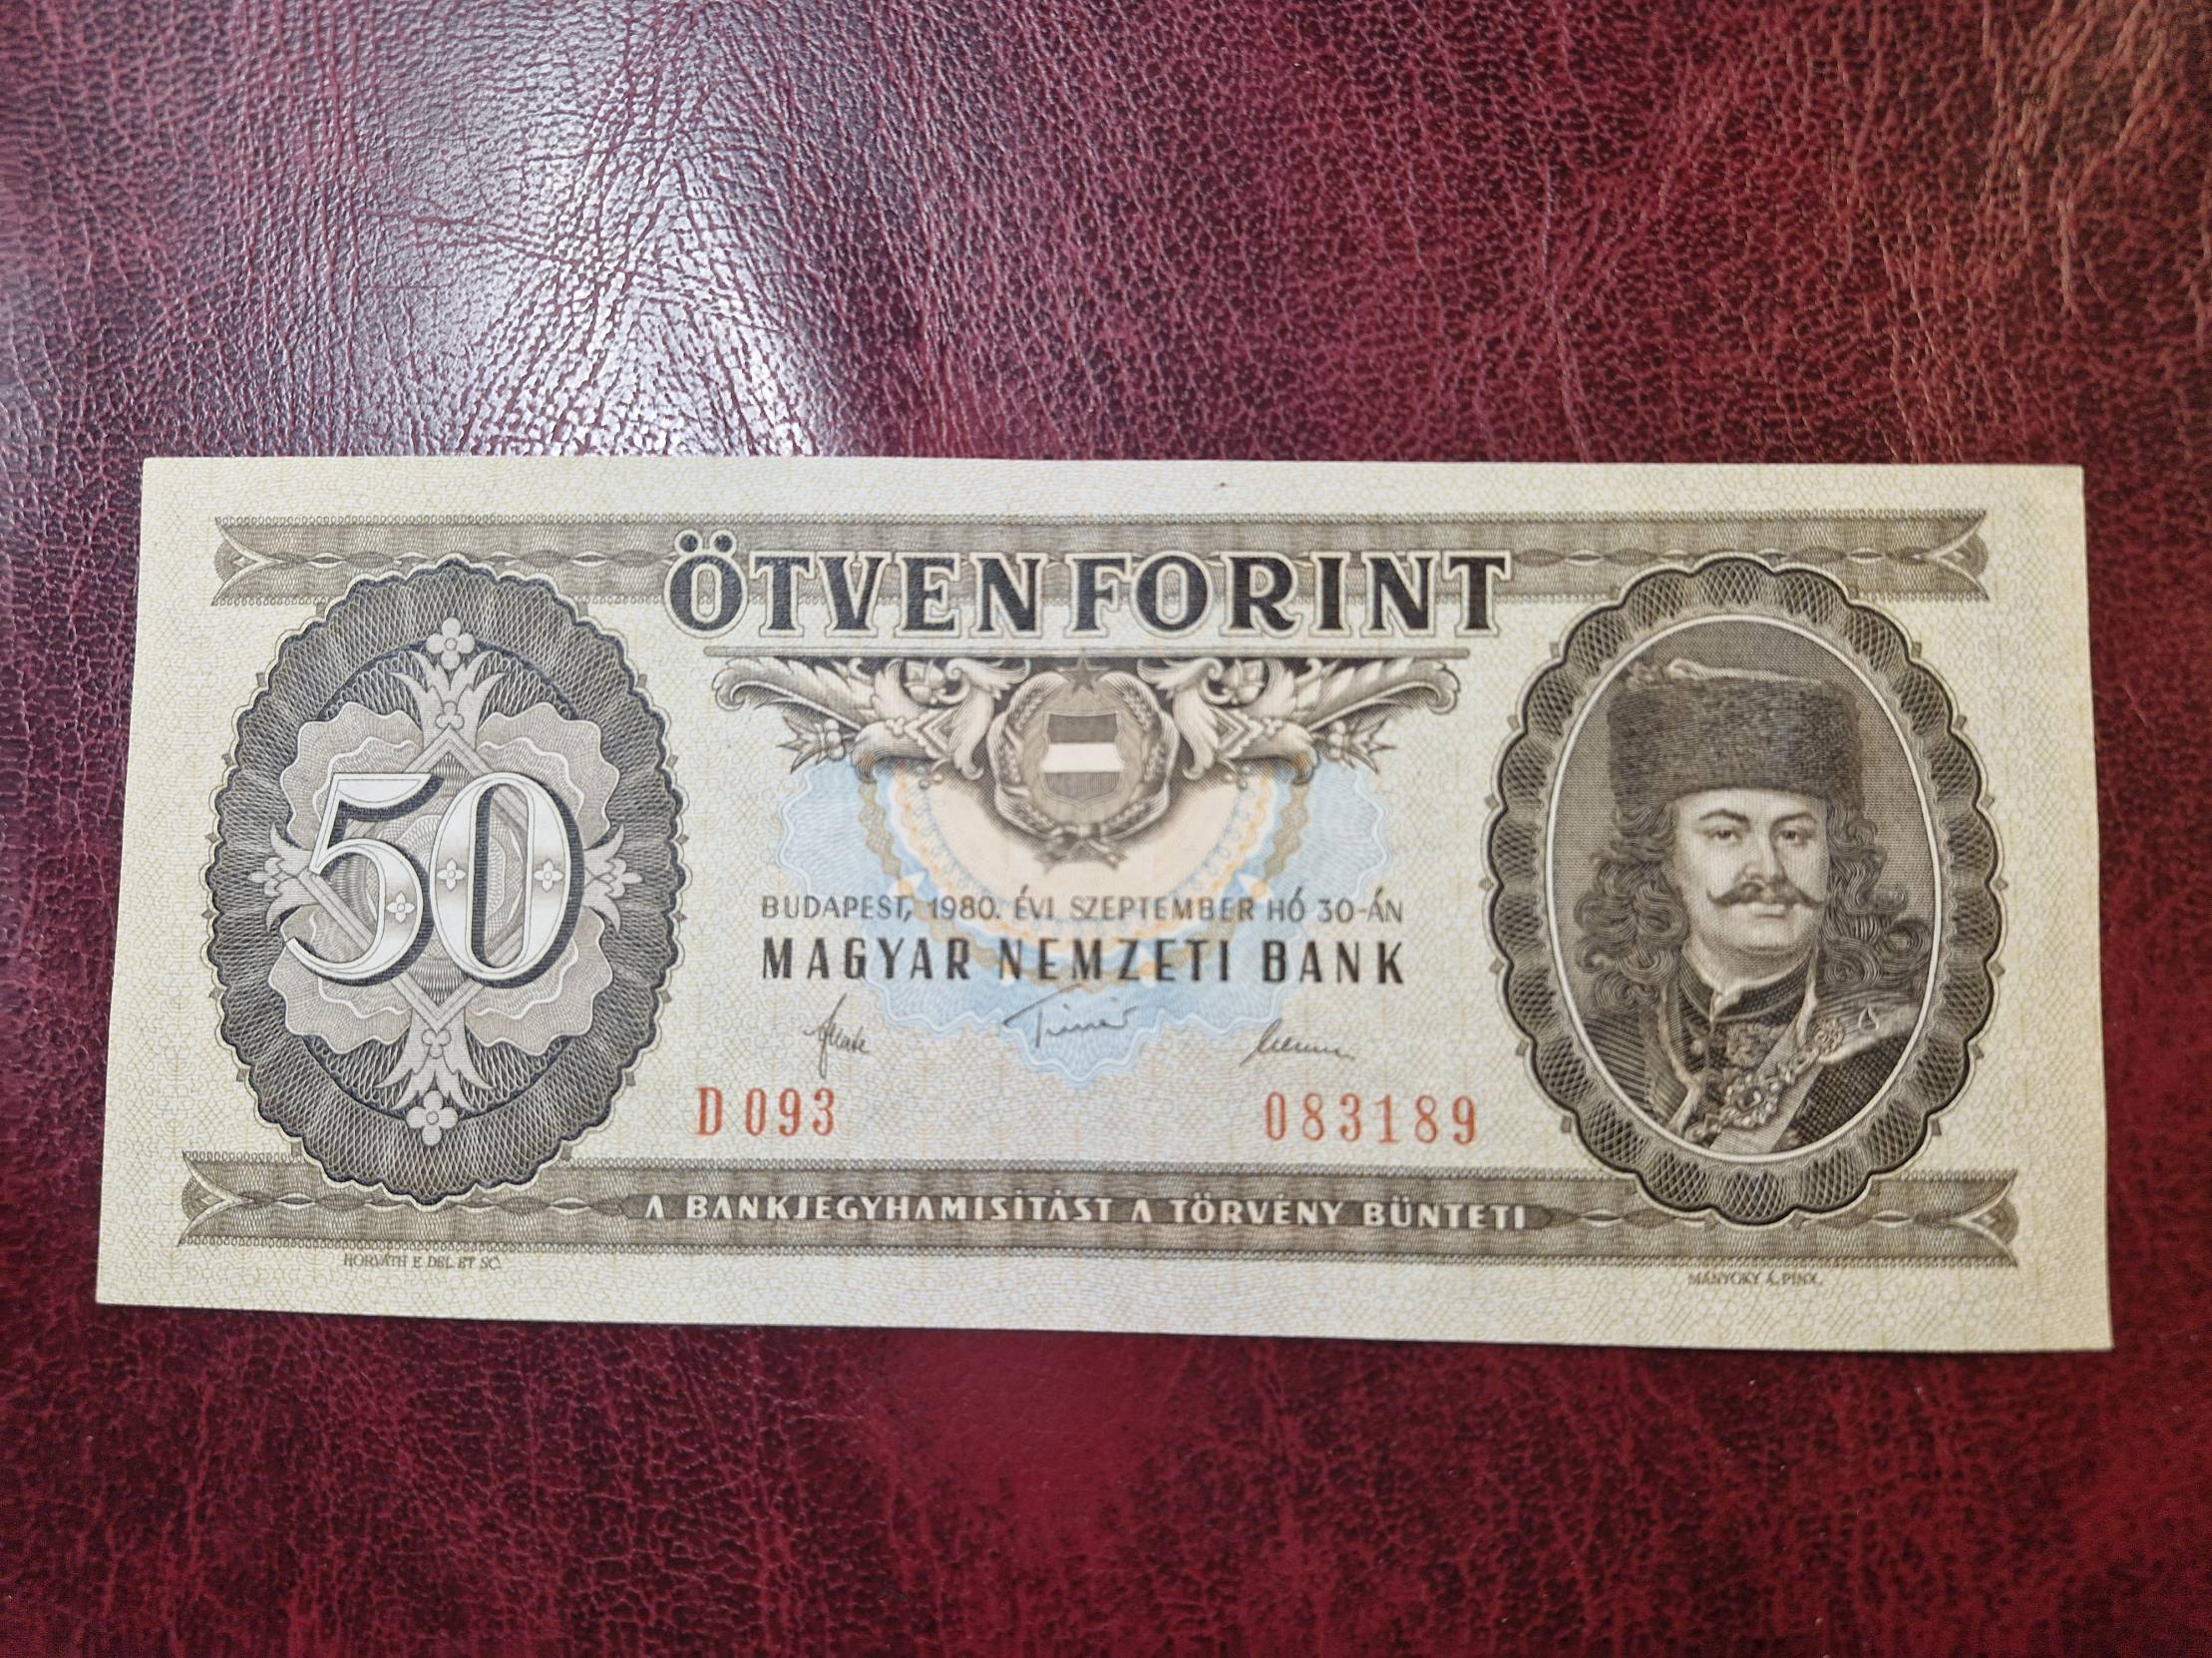 ÖTVEN FORINT
50
BUDAPEST, 1980. ÉVI SZEPTEMBER HÓ 30-ÁN
MAGYAR NEMZETI BANK
D 093 083189
A BANKJEGYHAMISÍTÁST A TÖRVÉNY BÜNTETI
HORVÁTH E. DEL. ET SC.
MÁNYOKY Á. PINX.